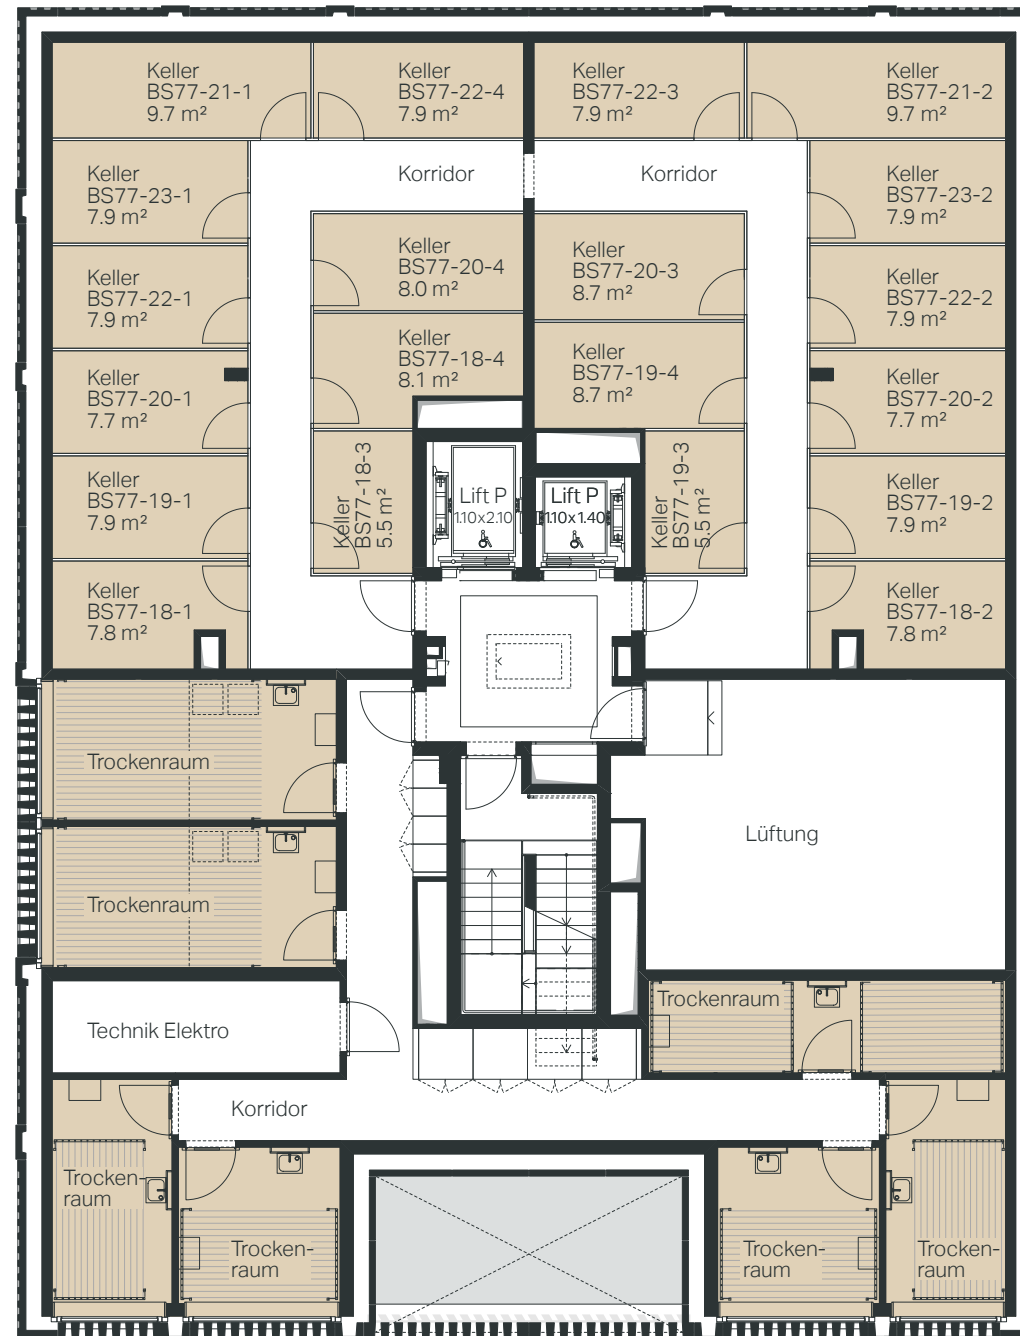 Keller
BS77-21-1
9.7 m²
Keller
BS77-22-4
7.9 m²
Keller
BS77-22-3
7.9 m²
Keller
BS77-21-2
9.7 m²
Keller
BS77-23-1
7.9 m²
Korridor
Korridor
Keller
BS77-23-2
7.9 m²
Keller
BS77-20-4
8.0 m²
Keller
BS77-20-3
8.7 m²
Keller
BS77-22-1
7.9 m²
Keller
BS77-22-2
7.9 m²
Keller
BS77-18-4
8.1 m²
Keller
BS77-19-4
8.7 m²
Keller
BS77-20-1
7.7 m²
Keller
BS77-20-2
7.7 m²
Keller
BS77-18-3
5.5 m²
Lift P
1.10x2.10
Lift P
1.10x1.40
Keller
BS77-19-3
5.5 m²
Keller
BS77-19-1
7.9 m²
Keller
BS77-19-2
7.9 m²
Keller
BS77-18-1
7.8 m²
Keller
BS77-18-2
7.8 m²
Trockenraum
Lüftung
Trockenraum
Trockenraum
Technik Elektro
Korridor
Trocken-
raum
Trocken-
raum
Trocken-
raum
Trocken-
raum